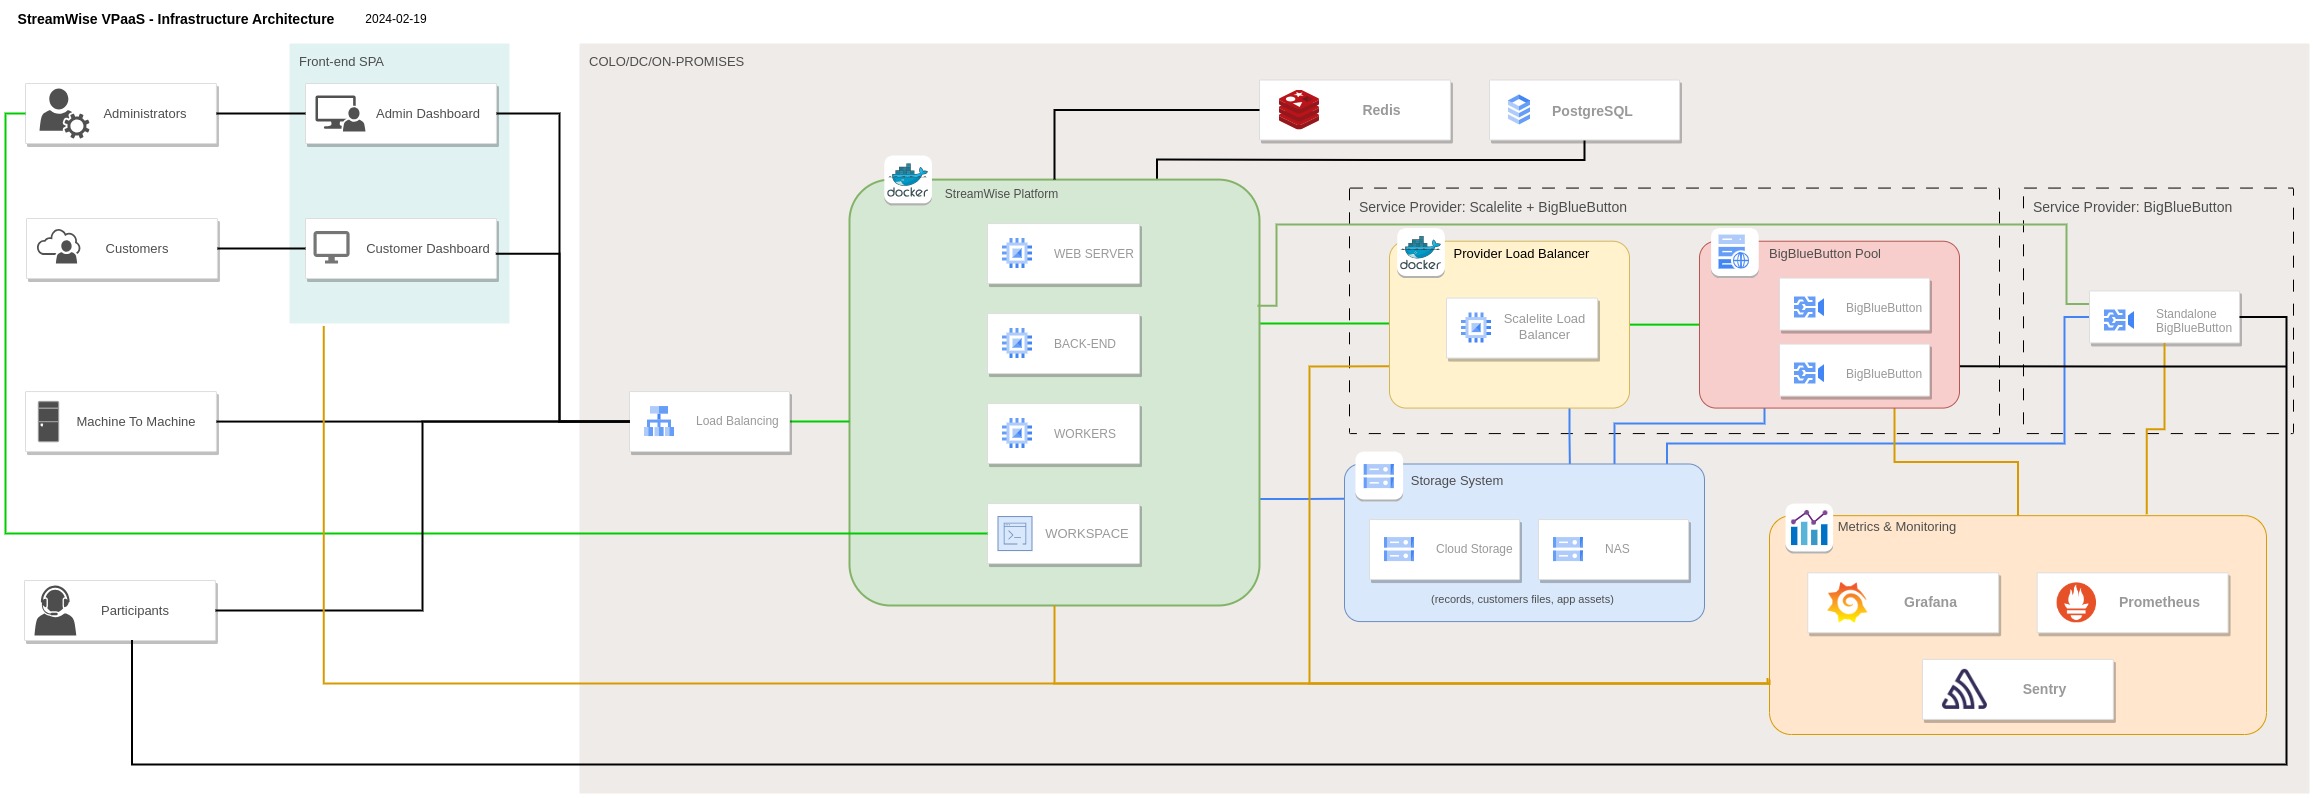 StreamWise VPaaS - Infrastructure Architecture
2024-02-19
Front-end SPA
COLO/DC/ON-PROMISES
Administrators
Admin Dashboard
Redis
PostgreSQL
docker
StreamWise Platform
Service Provider: Scalelite + BigBlueButton
Service Provider: BigBlueButton
Customers
Customer Dashboard
WEB SERVER
docker
Provider Load Balancer
BigBlueButton Pool
BigBlueButton
Scalelite Load
Balancer
Standalone
BigBlueButton
BACK-END
BigBlueButton
Machine To Machine
Load Balancing
WORKERS
Storage System
WORKSPACE
Metrics & Monitoring
Cloud Storage
NAS
(records, customers files, app assets)
Participants
Grafana
Prometheus
Sentry